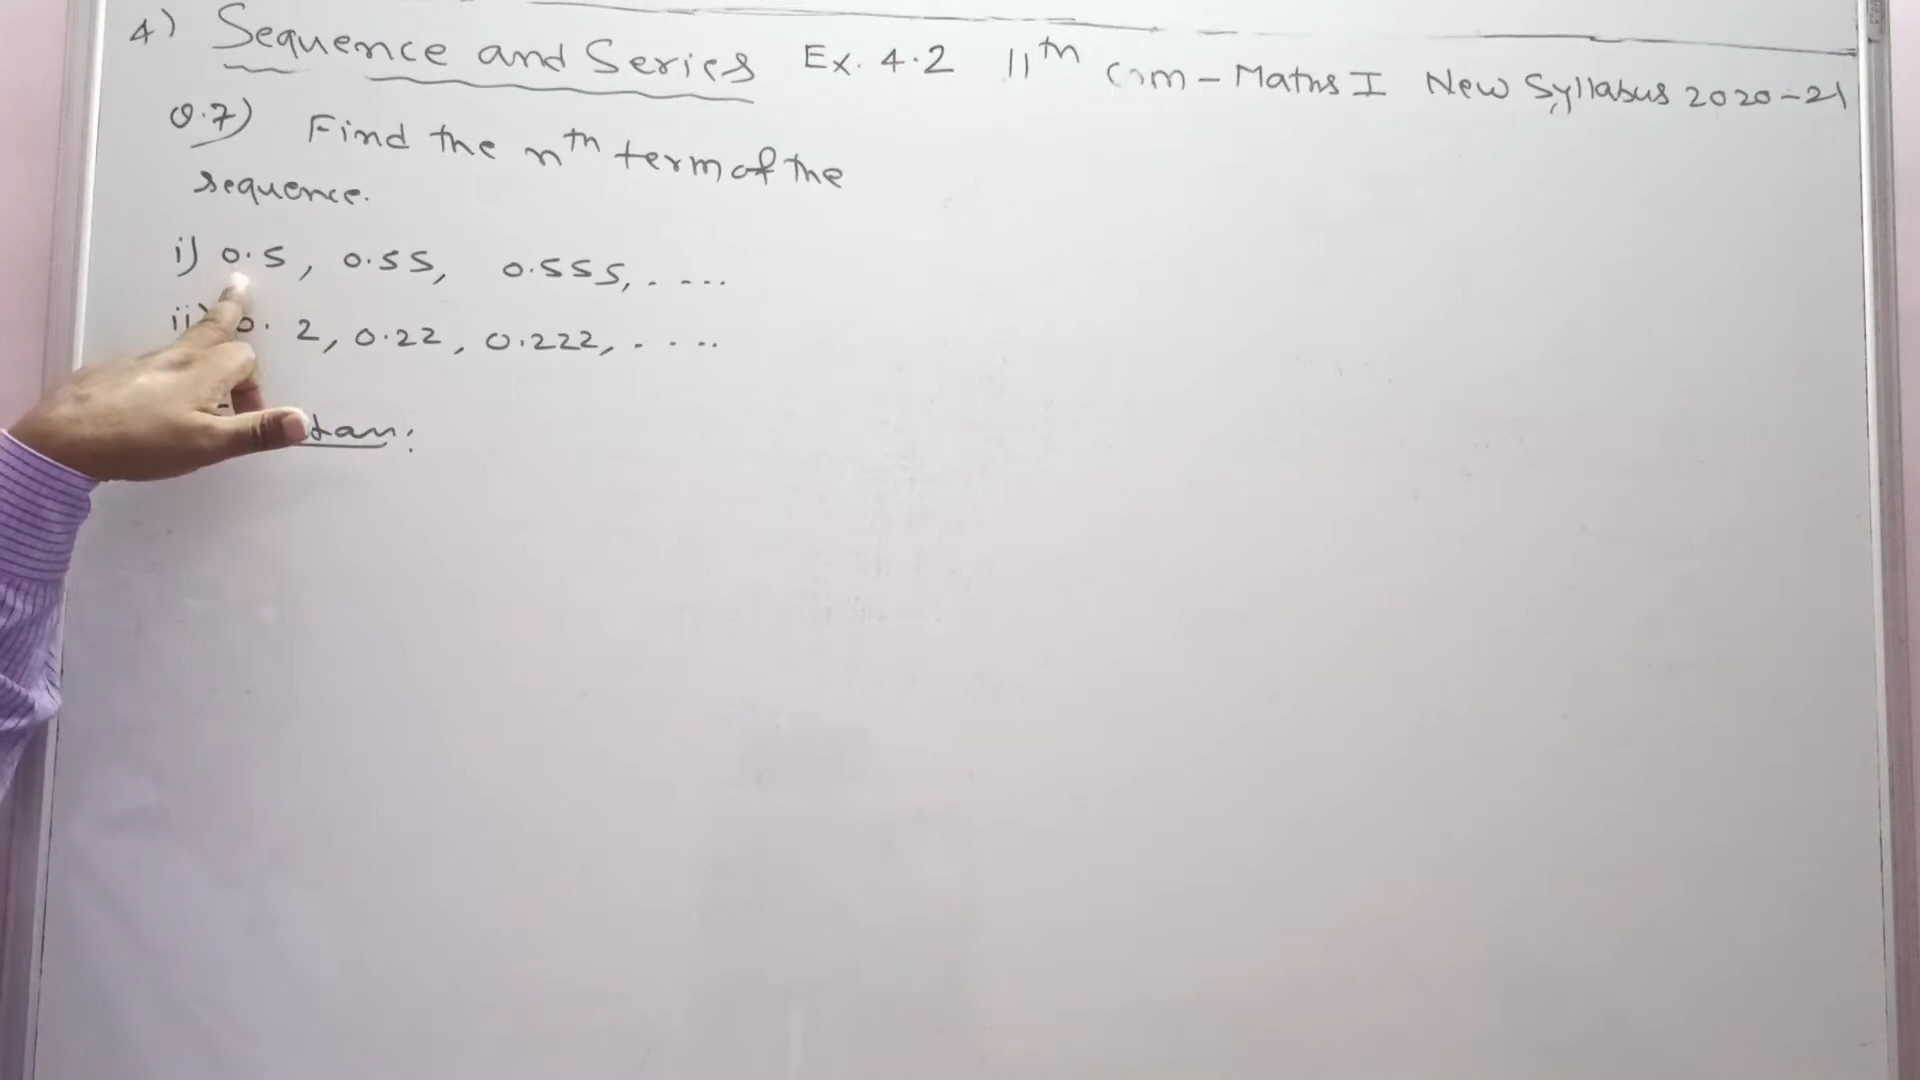 4) Sequence and Series Ex. 4.2 11th Com - Maths I New Syllabus 2020-21
Q.7) Find the nth term of the
sequence.
i) 0.5, 0.55, 0.555, . ....
ii) 0. 2, 0.22, 0.222, . ....